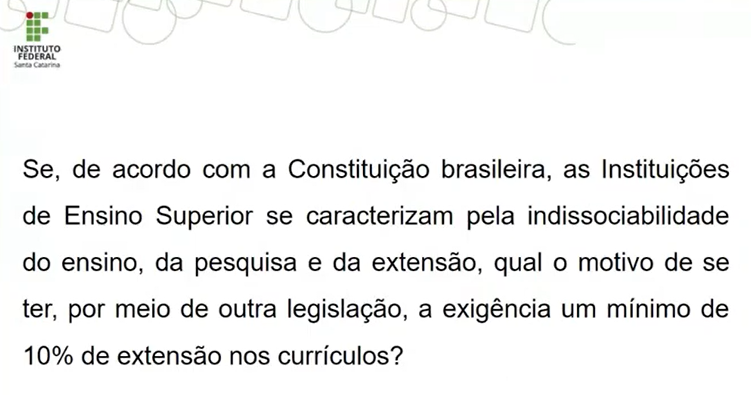 INSTITUTO
FEDERAL
Santa Catarina
Se, de acordo com a Constituição brasileira, as Instituições
de Ensino Superior se caracterizam pela indissociabilidade
do ensino, da pesquisa e da extensão, qual o motivo de se
ter, por meio de outra legislação, a exigência um mínimo de
10% de extensão nos currículos?